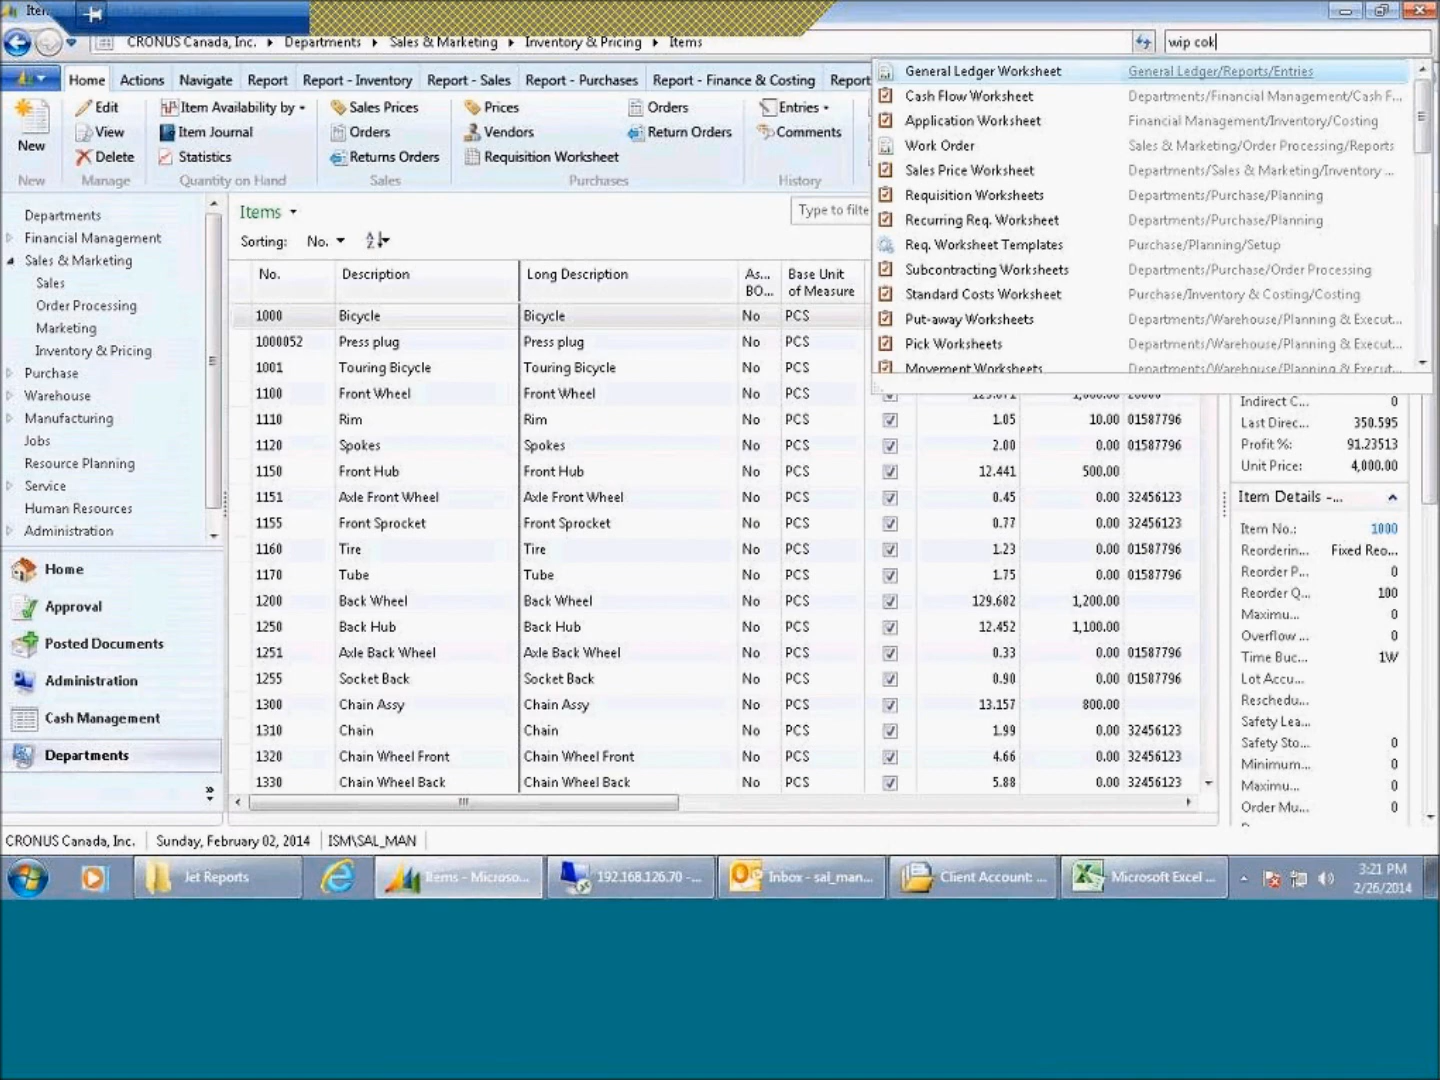 Iten
CRONUS Canada, Inc. Departments Sales & Marketing Inventory & Pricing Items
wip cok
Home Actions Navigate Report Report - Inventory Report - Sales Report - Purchases Report - Finance & Costing Report
New
Edit
View
Delete
Item Availability by
Item Journal
Statistics
Sales Prices
Orders
Returns Orders
Prices
Vendors
Requisition Worksheet
Orders
Return Orders
Entries
Comments
New Manage Quantity on Hand Sales Purchases History
General Ledger Worksheet General Ledger/Reports/Entries
Cash Flow Worksheet Departments/Financial Management/Cash F...
Application Worksheet Financial Management/Inventory/Costing
Work Order Sales & Marketing/Order Processing/Reports
Sales Price Worksheet Departments/Sales & Marketing/Inventory ...
Requisition Worksheets Departments/Purchase/Planning
Recurring Req. Worksheet Departments/Purchase/Planning
Req. Worksheet Templates Purchase/Planning/Setup
Subcontracting Worksheets Departments/Purchase/Order Processing
Standard Costs Worksheet Purchase/Inventory & Costing/Costing
Put-away Worksheets Departments/Warehouse/Planning & Execut...
Pick Worksheets Departments/Warehouse/Planning & Execut...
Movement Worksheets Departments/Warehouse/Planning & Execut...
Departments
Financial Management
Sales & Marketing
Sales
Order Processing
Marketing
Inventory & Pricing
Purchase
Warehouse
Manufacturing
Jobs
Resource Planning
Service
Human Resources
Administration
Home
Approval
Posted Documents
Administration
Cash Management
Departments
Items
Type to filte
Sorting: No.
No. Description Long Description As... BO... Base Unit of Measure
1000 Bicycle Bicycle No PCS
1000052 Press plug Press plug No PCS
1001 Touring Bicycle Touring Bicycle No PCS
1100 Front Wheel Front Wheel No PCS
1110 Rim Rim No PCS 1.05 10.00 01587796
1120 Spokes Spokes No PCS 2.00 0.00 01587796
1150 Front Hub Front Hub No PCS 12.441 500.00
1151 Axle Front Wheel Axle Front Wheel No PCS 0.45 0.00 32456123
1155 Front Sprocket Front Sprocket No PCS 0.77 0.00 32456123
1160 Tire Tire No PCS 1.23 0.00 01587796
1170 Tube Tube No PCS 1.75 0.00 01587796
1200 Back Wheel Back Wheel No PCS 129.682 1,200.00
1250 Back Hub Back Hub No PCS 12.452 1,100.00
1251 Axle Back Wheel Axle Back Wheel No PCS 0.33 0.00 01587796
1255 Socket Back Socket Back No PCS 0.90 0.00 01587796
1300 Chain Assy Chain Assy No PCS 13.157 800.00
1310 Chain Chain No PCS 1.99 0.00 32456123
1320 Chain Wheel Front Chain Wheel Front No PCS 4.66 0.00 32456123
1330 Chain Wheel Back Chain Wheel Back No PCS 5.88 0.00 32456123
Indirect C... 0
Last Direc... 350.595
Profit %: 91.23513
Unit Price: 4,000.00
Item Details -...
Item No.: 1000
Reorderin... Fixed Reo...
Reorder P... 0
Reorder Q... 100
Maximu... 0
Overflow ... 0
Time Buc... 1W
Lot Accu...
Reschedu...
Safety Lea...
Safety Sto... 0
Minimum... 0
Maximu... 0
Order Mu... 0
CRONUS Canada, Inc. Sunday, February 02, 2014 ISM\SAL_MAN
Jet Reports
Items - Microso...
192.168.126.70 -...
Inbox - sal_man...
Client Account: ...
Microsoft Excel ...
3:21 PM
2/26/2014